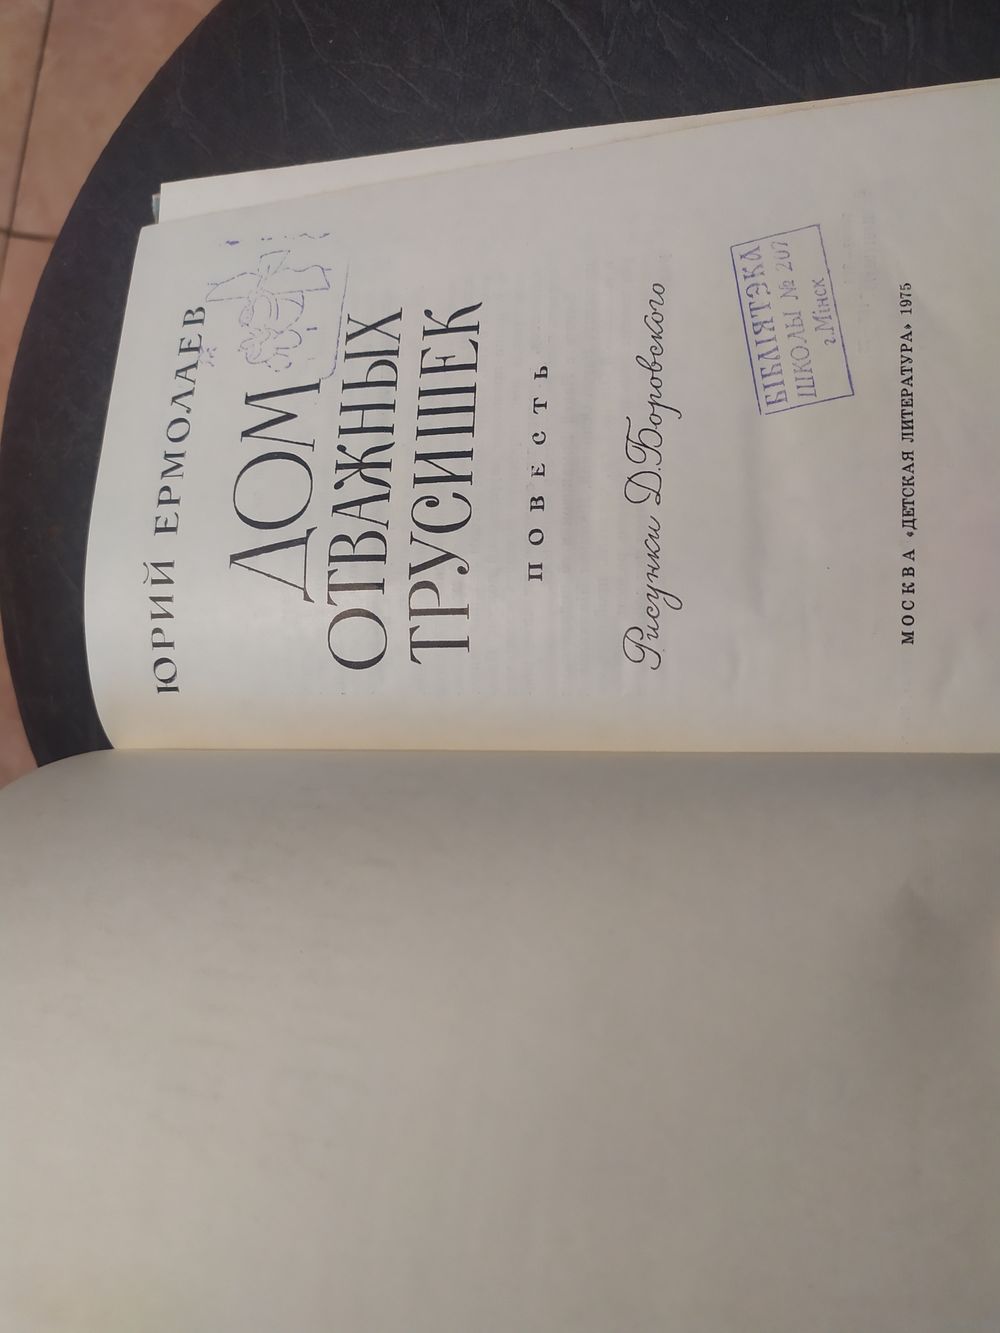 ЮРИЙ ЕРМОЛАЕВ
ДОМ
ОТВАЖНЫХ
ТРУСИШЕК
ПОВЕСТЬ
Рисунки Д. Боровского
БІБЛІЯТЭКА
ШКОЛЫ № 207
г. Мінск
МОСКВА «ДЕТСКАЯ ЛИТЕРАТУРА» 1975